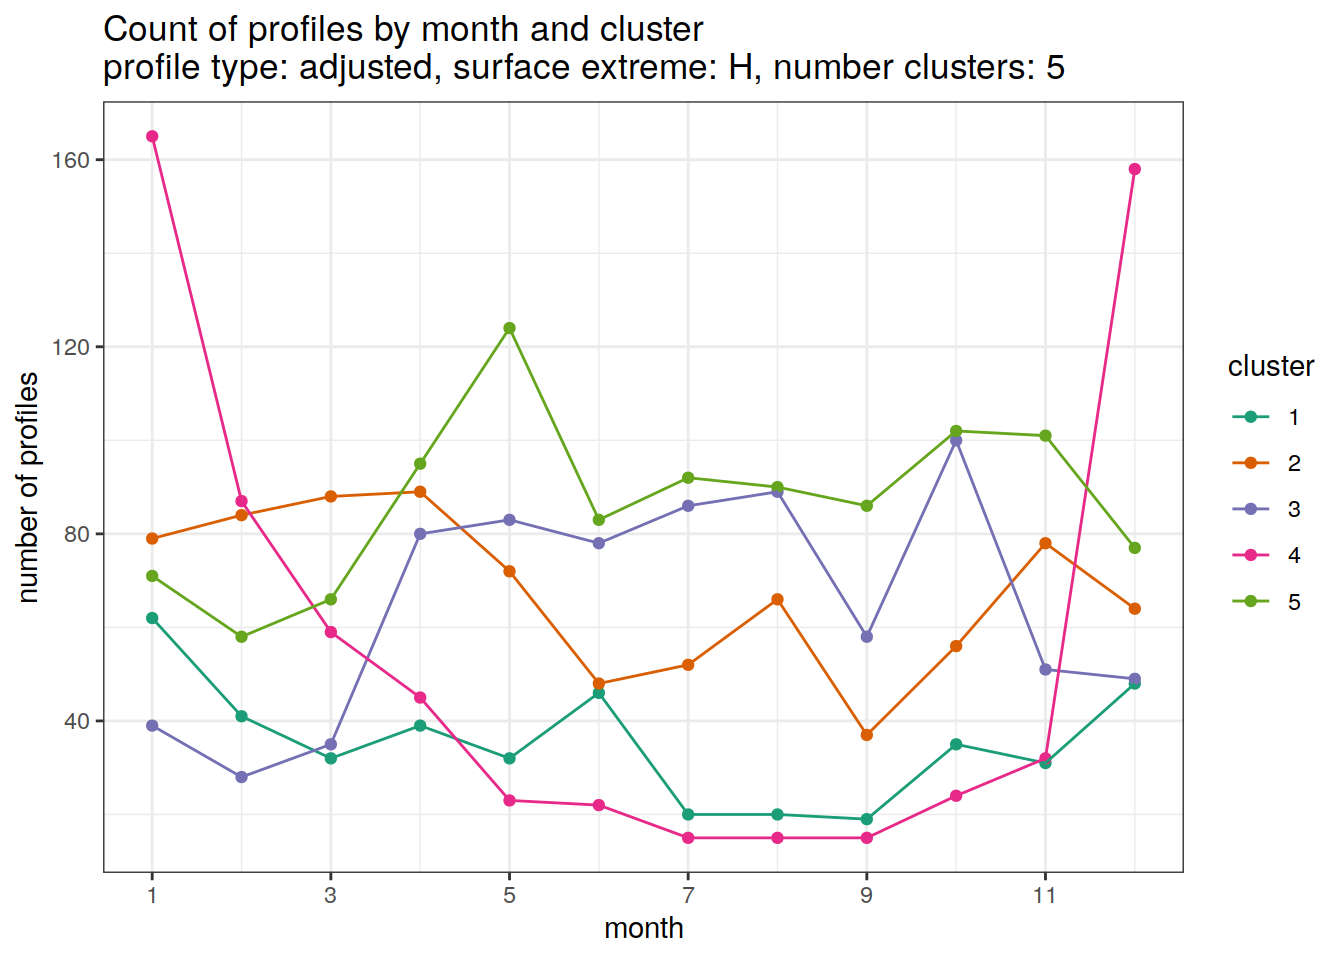 Count of profiles by month and cluster
profile type: adjusted, surface extreme: H, number clusters: 5
160
120
80
40
number of profiles
1 3 5 7 9 11
month
cluster
1
2
3
4
5